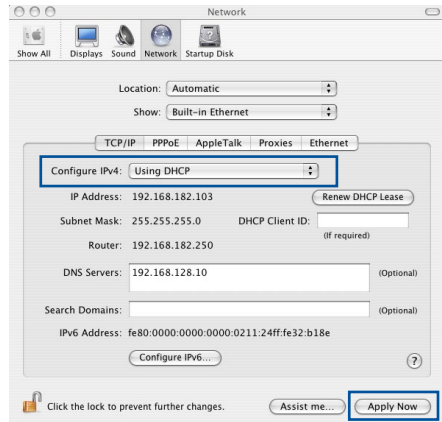 Network
Show All Displays Sound Network Startup Disk
Location: Automatic
Show: Built-in Ethernet
TCP/IP PPPoE AppleTalk Proxies Ethernet
Configure IPv4: Using DHCP
IP Address: 192.168.182.103 Renew DHCP Lease
Subnet Mask: 255.255.255.0 DHCP Client ID:
(If required)
Router: 192.168.182.250
DNS Servers: 192.168.128.10 (Optional)
Search Domains: (Optional)
IPv6 Address: fe80:0000:0000:0000:0211:24ff:fe32:b18e
Configure IPv6...
?
Click the lock to prevent further changes. Assist me... Apply Now